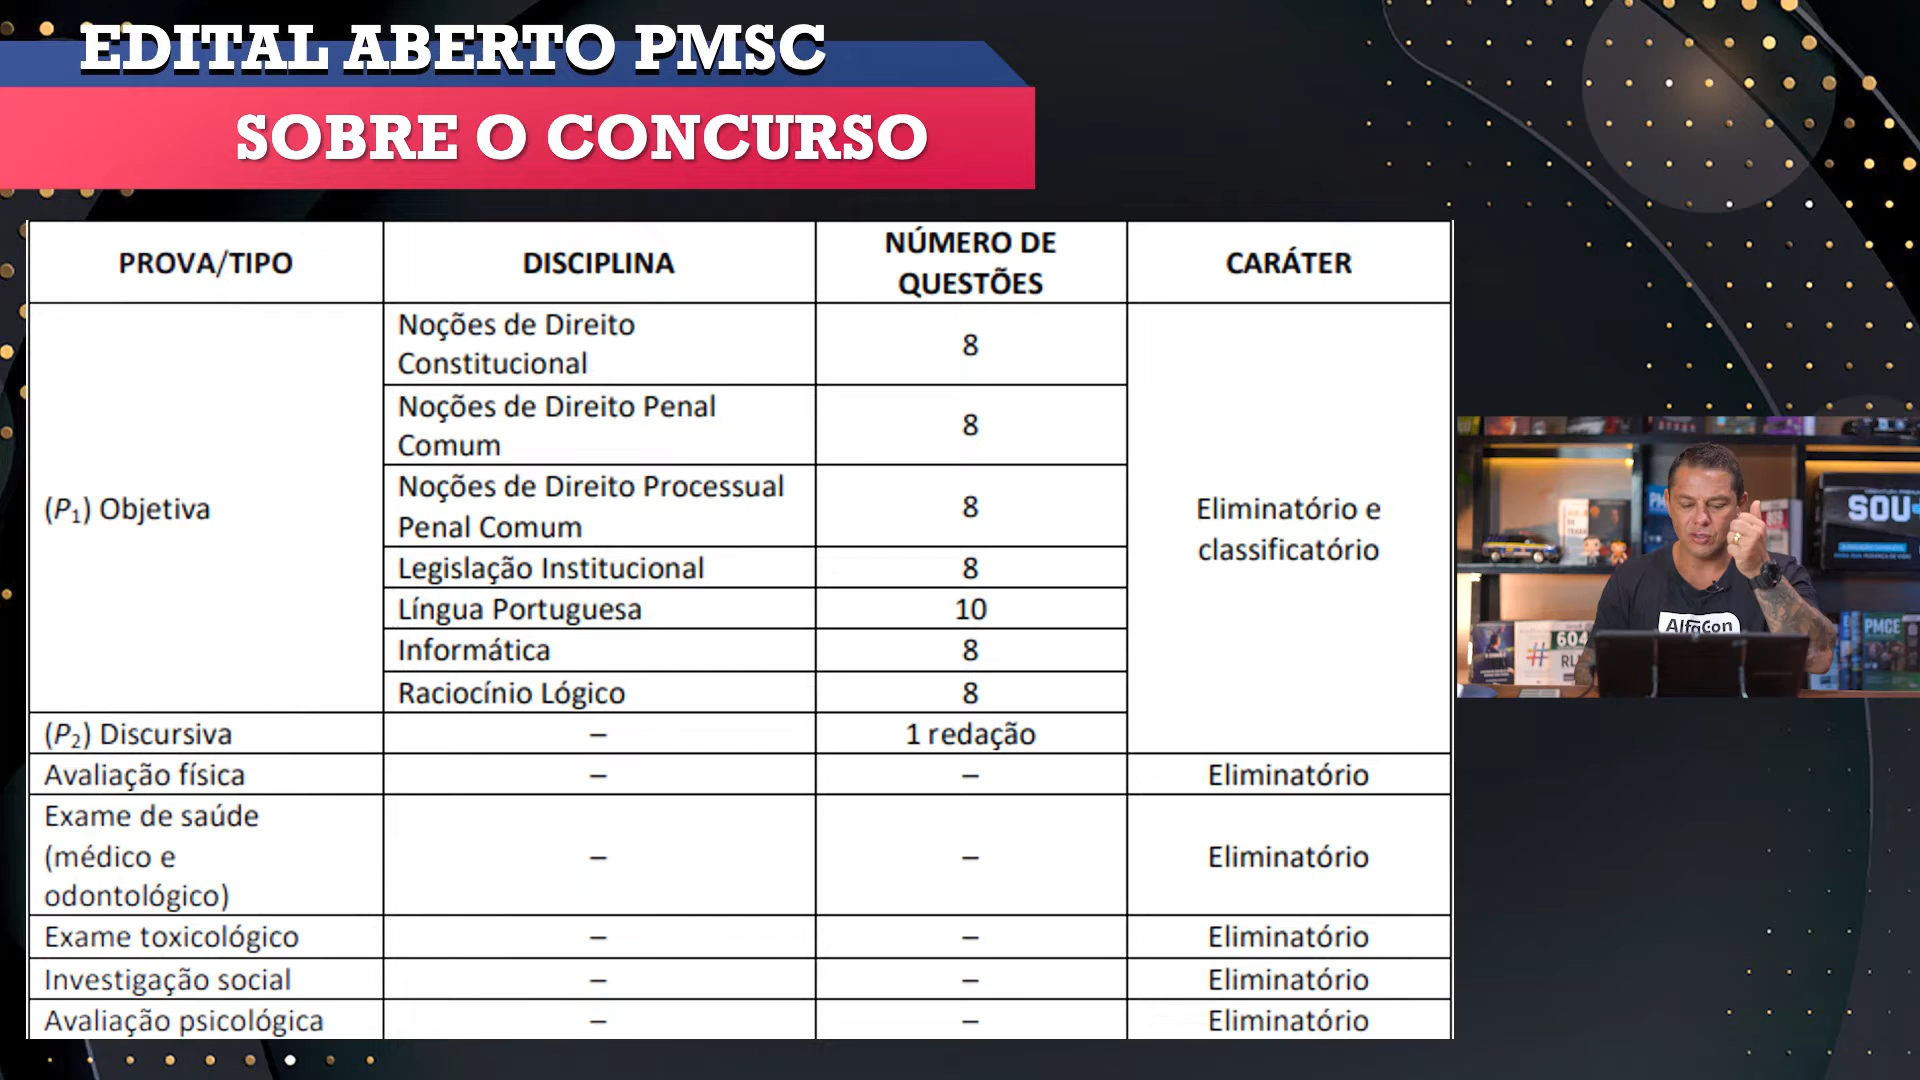 EDITAL ABERTO PMSC
SOBRE O CONCURSO
PROVA/TIPO
DISCIPLINA
NÚMERO DE
QUESTÕES
CARÁTER
(P1) Objetiva
Noções de Direito
Constitucional
8
Noções de Direito Penal
Comum
8
Noções de Direito Processual
Penal Comum
8
Legislação Institucional
8
Língua Portuguesa
10
Informática
8
Raciocínio Lógico
8
Eliminatório e
classificatório
(P2) Discursiva
–
1 redação
Avaliação física
–
–
Eliminatório
Exame de saúde
(médico e
odontológico)
–
–
Eliminatório
Exame toxicológico
–
–
Eliminatório
Investigação social
–
–
Eliminatório
Avaliação psicológica
–
–
Eliminatório
SOU
AlfaCon
604
PMCE